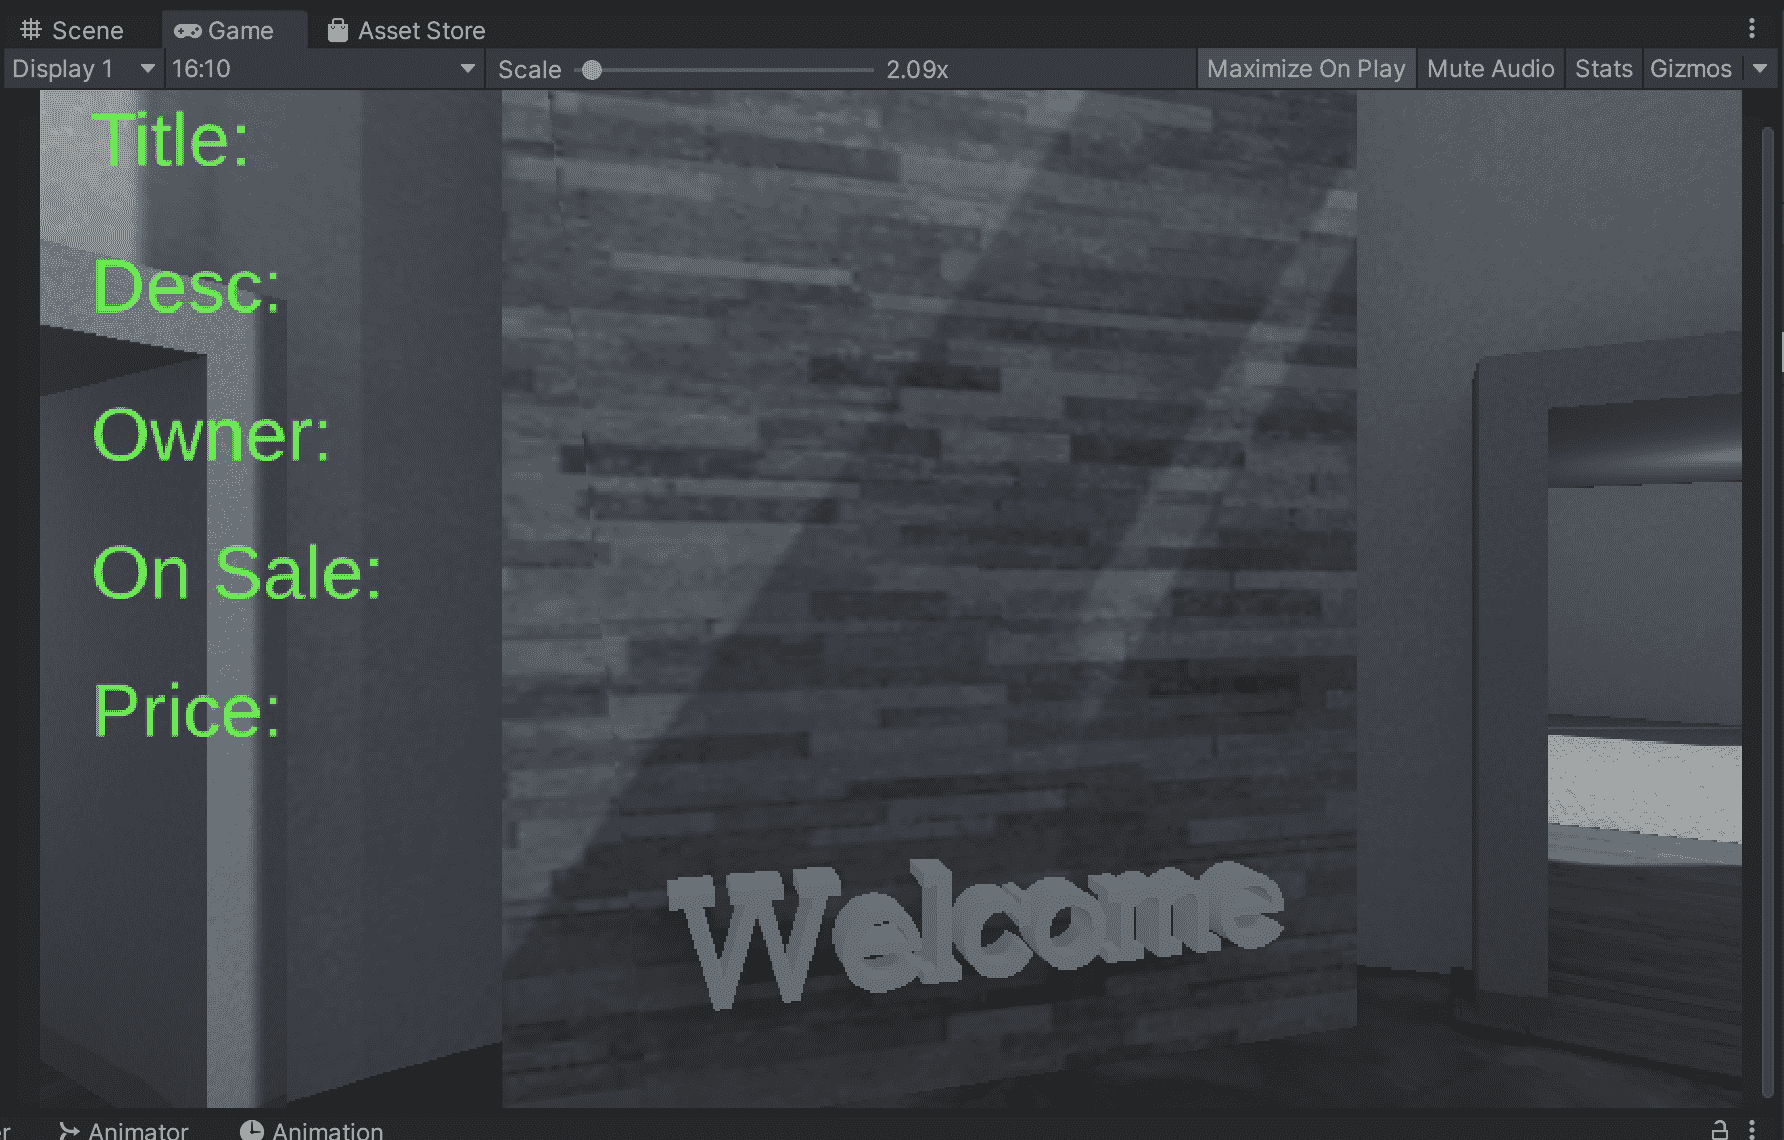 Scene Game Asset Store
Display 1 16:10 Scale 2.09x Maximize On Play Mute Audio Stats Gizmos
Title:
Desc:
Owner:
On Sale:
Price:
Welcome
Animator Animation